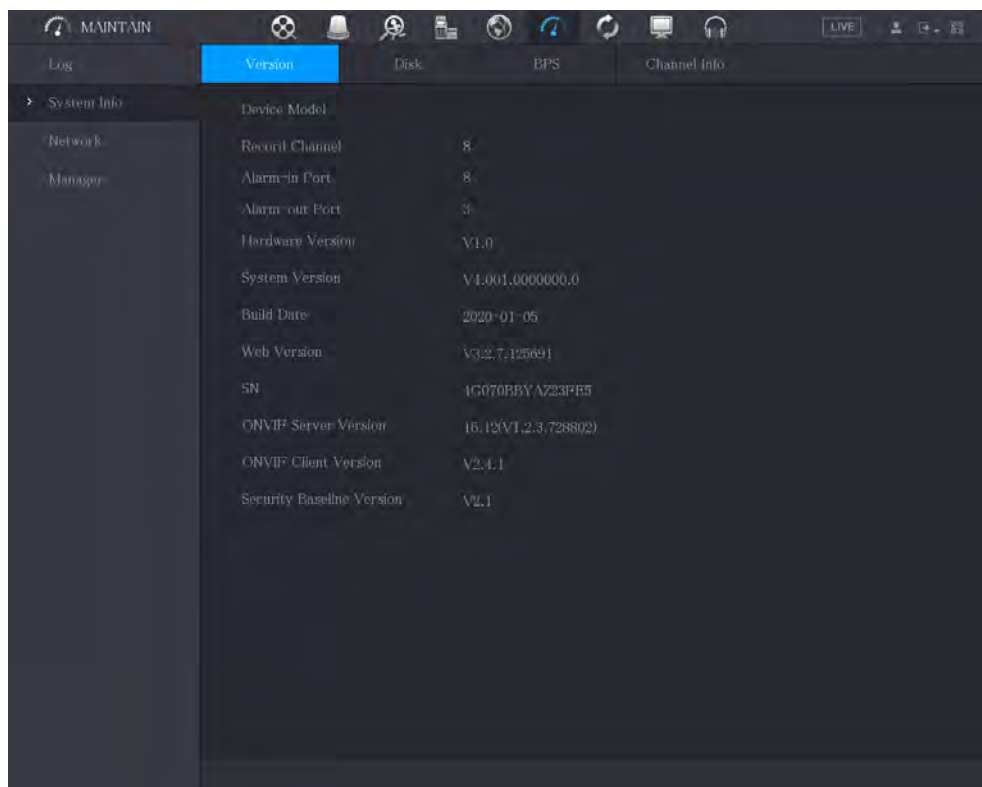 MAINTAIN LIVE
Log Version Disk BPS Channel Info
System Info
Network
Manager
Device Model
Record Channel 8
Alarm-in Port 8
Alarm-out Port 3
Hardware Version V1.0
System Version V4.001.0000000.0
Build Date 2020-01-05
Web Version V3.2.7.125691
SN 4G070BBYAZ23FE5
ONVIF Server Version 16.12(V1.2.3.728802)
ONVIF Client Version V2.4.1
Security Baseline Version V2.1